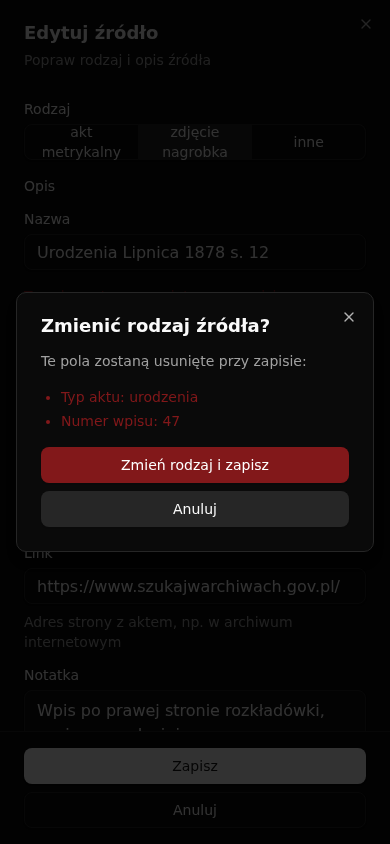 Edytuj źródło
Popraw rodzaj i opis źródła
Rodzaj
akt
metrykalny
zdjęcie
nagrobka
inne
Opis
Nazwa
Urodzenia Lipnica 1878 s. 12
Zmienić rodzaj źródła?
Te pola zostaną usunięte przy zapisie:
• Typ aktu: urodzenia
• Numer wpisu: 47
Zmień rodzaj i zapisz
Anuluj
Link
https://www.szukajwarchiwach.gov.pl/
Adres strony z aktem, np. w archiwum
internetowym
Notatka
Wpis po prawej stronie rozkładówki,
Zapisz
Anuluj